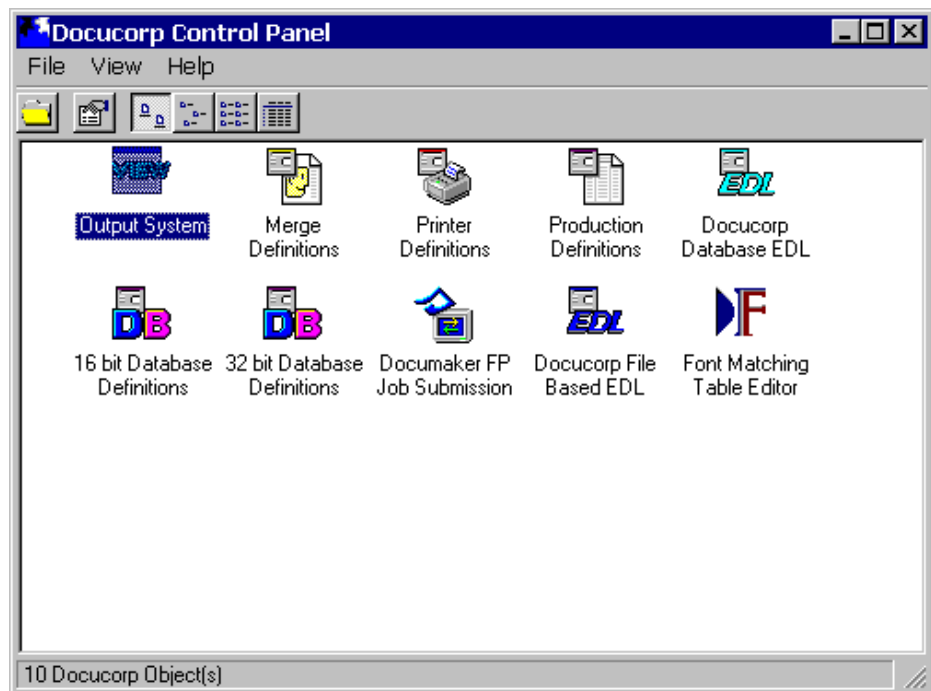 Docucorp Control Panel
File View Help
VIEW
Output System
Merge
Definitions
Printer
Definitions
Production
Definitions
EDL
Docucorp
Database EDL
DB
16 bit Database
Definitions
DB
32 bit Database
Definitions
Documaker FP
Job Submission
EDL
Docucorp File
Based EDL
F
Font Matching
Table Editor
10 Docucorp Object(s)